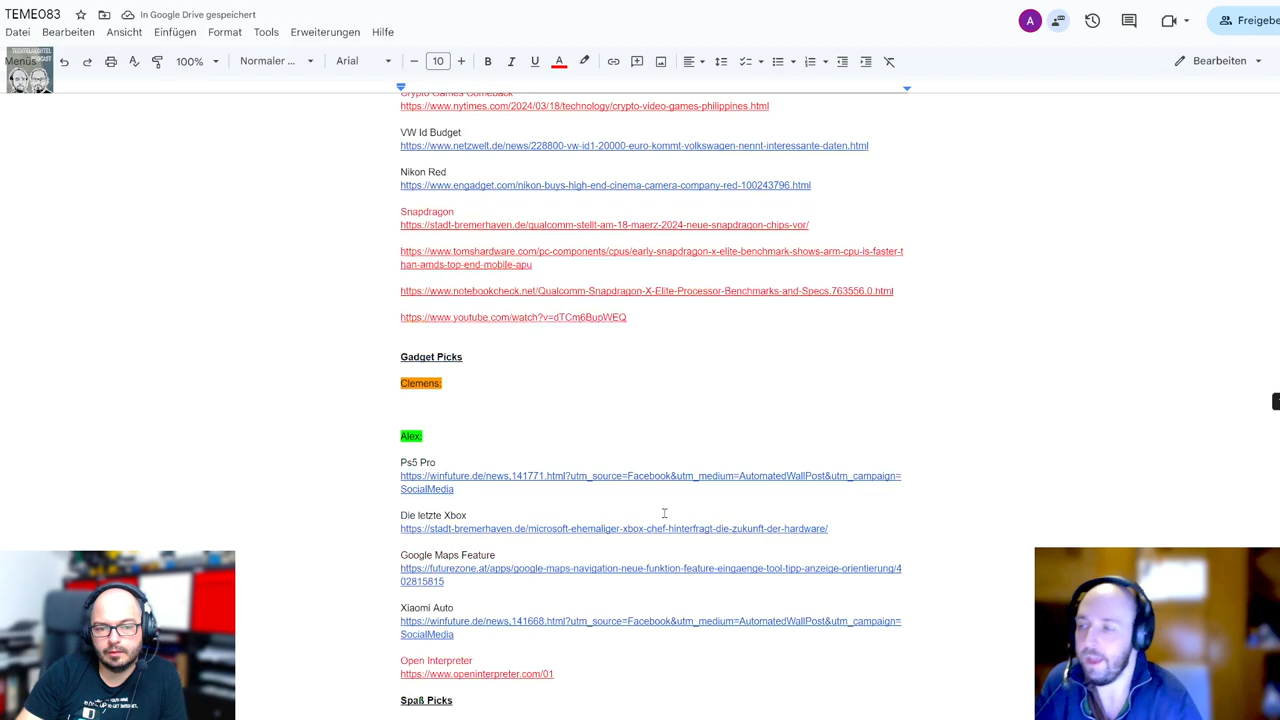 TEME083
In Google Drive gespeichert
Datei Bearbeiten Ansicht Einfügen Format Tools Erweiterungen Hilfe
A
Freigebe
Menüs
100% Normaler ... Arial 10 Bearbeiten
Crypto Games Comeback
https://www.nytimes.com/2024/03/18/technology/crypto-video-games-philippines.html
VW Id Budget
https://www.netzwelt.de/news/228800-vw-id1-20000-euro-kommt-volkswagen-nennt-interessante-daten.html
Nikon Red
https://www.engadget.com/nikon-buys-high-end-cinema-camera-company-red-100243796.html
Snapdragon
https://stadt-bremerhaven.de/qualcomm-stellt-am-18-maerz-2024-neue-snapdragon-chips-vor/
https://www.tomshardware.com/pc-components/cpus/early-snapdragon-x-elite-benchmark-shows-arm-cpu-is-faster-t
han-amds-top-end-mobile-apu
https://www.notebookcheck.net/Qualcomm-Snapdragon-X-Elite-Processor-Benchmarks-and-Specs.763556.0.html
https://www.youtube.com/watch?v=dTCm6BupWEQ
Gadget Picks
Clemens:
Alex:
Ps5 Pro
https://winfuture.de/news,141771.html?utm_source=Facebook&utm_medium=AutomatedWallPost&utm_campaign=
SocialMedia
Die letzte Xbox
https://stadt-bremerhaven.de/microsoft-ehemaliger-xbox-chef-hinterfragt-die-zukunft-der-hardware/
Google Maps Feature
https://futurezone.at/apps/google-maps-navigation-neue-funktion-feature-eingaenge-tool-tipp-anzeige-orientierung/4
02815815
Xiaomi Auto
https://winfuture.de/news,141668.html?utm_source=Facebook&utm_medium=AutomatedWallPost&utm_campaign=
SocialMedia
Open Interpreter
https://www.openinterpreter.com/01
Spaß Picks